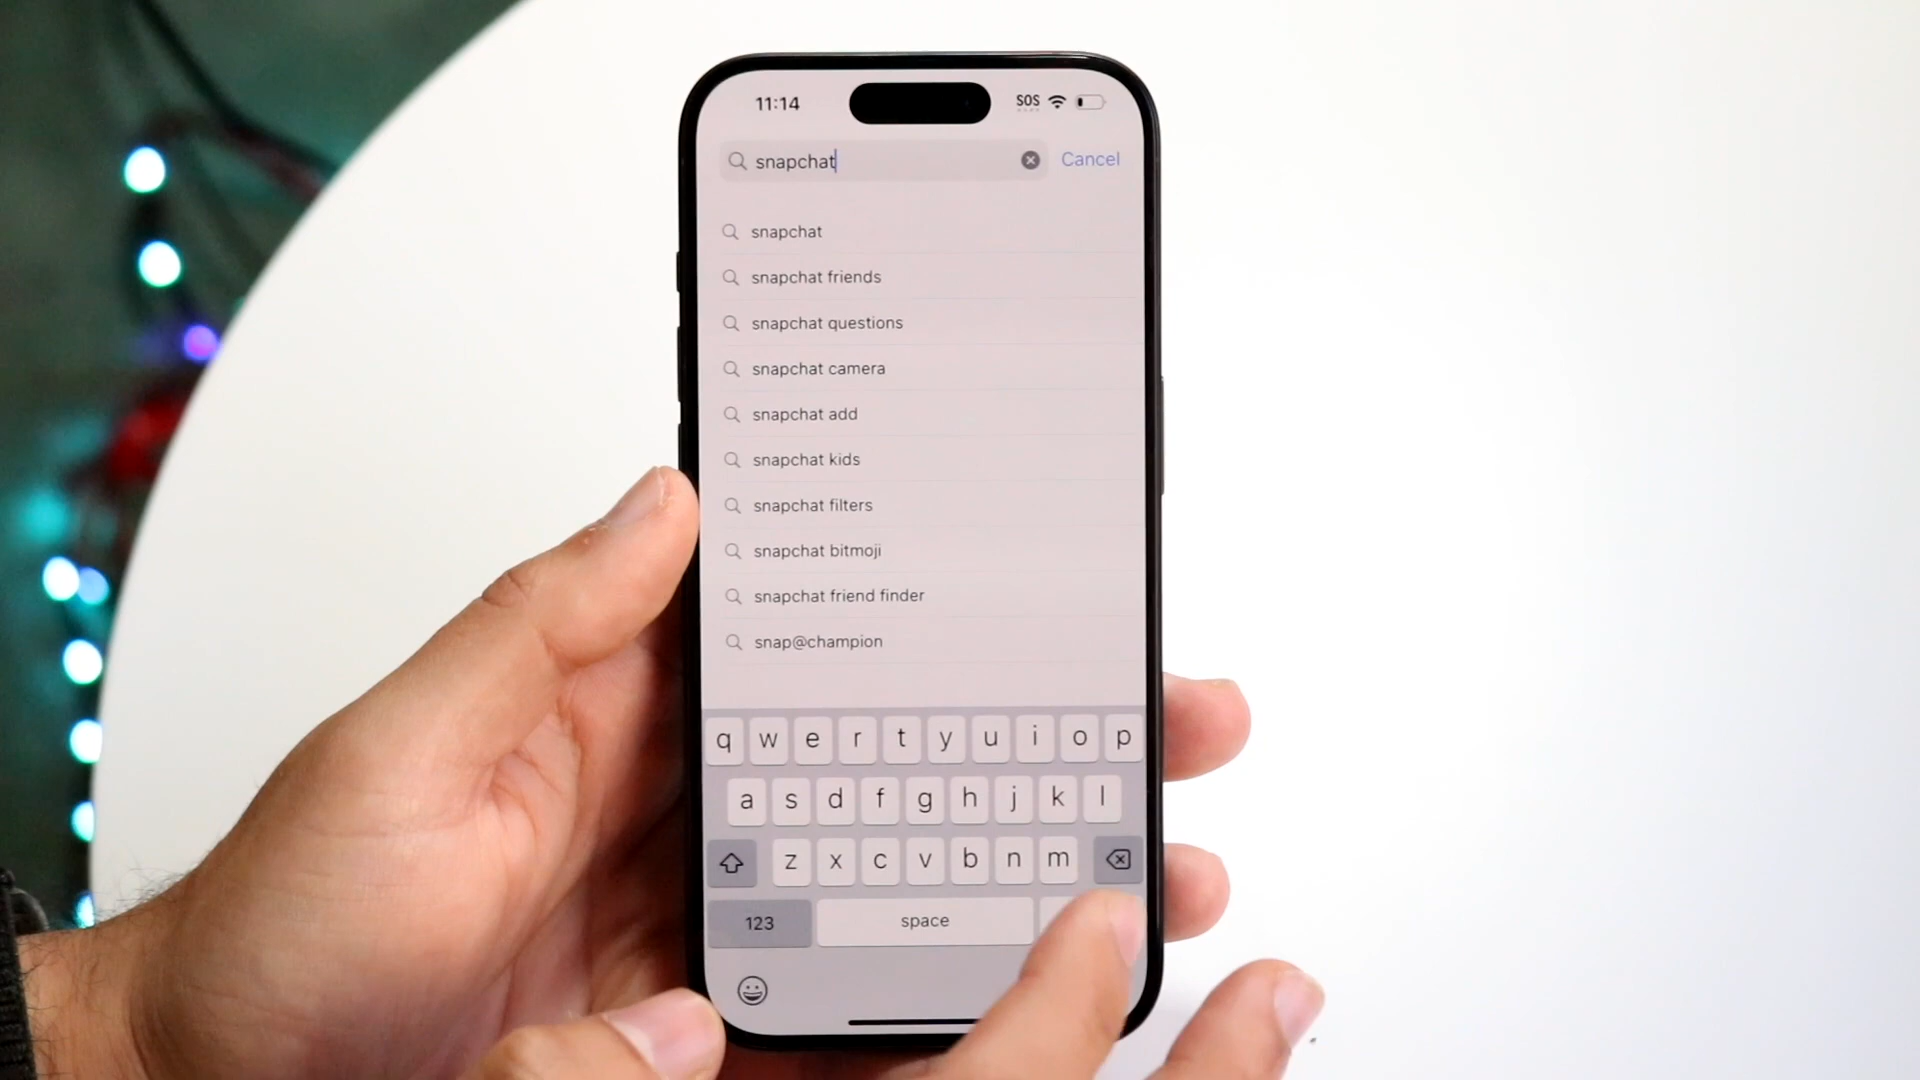 11:14 SOS
snapchat Cancel
snapchat
snapchat friends
snapchat questions
snapchat camera
snapchat add
snapchat kids
snapchat filters
snapchat bitmoji
snapchat friend finder
snap@champion
q w e r t y u i o p
a s d f g h j k l
z x c v b n m
123 space